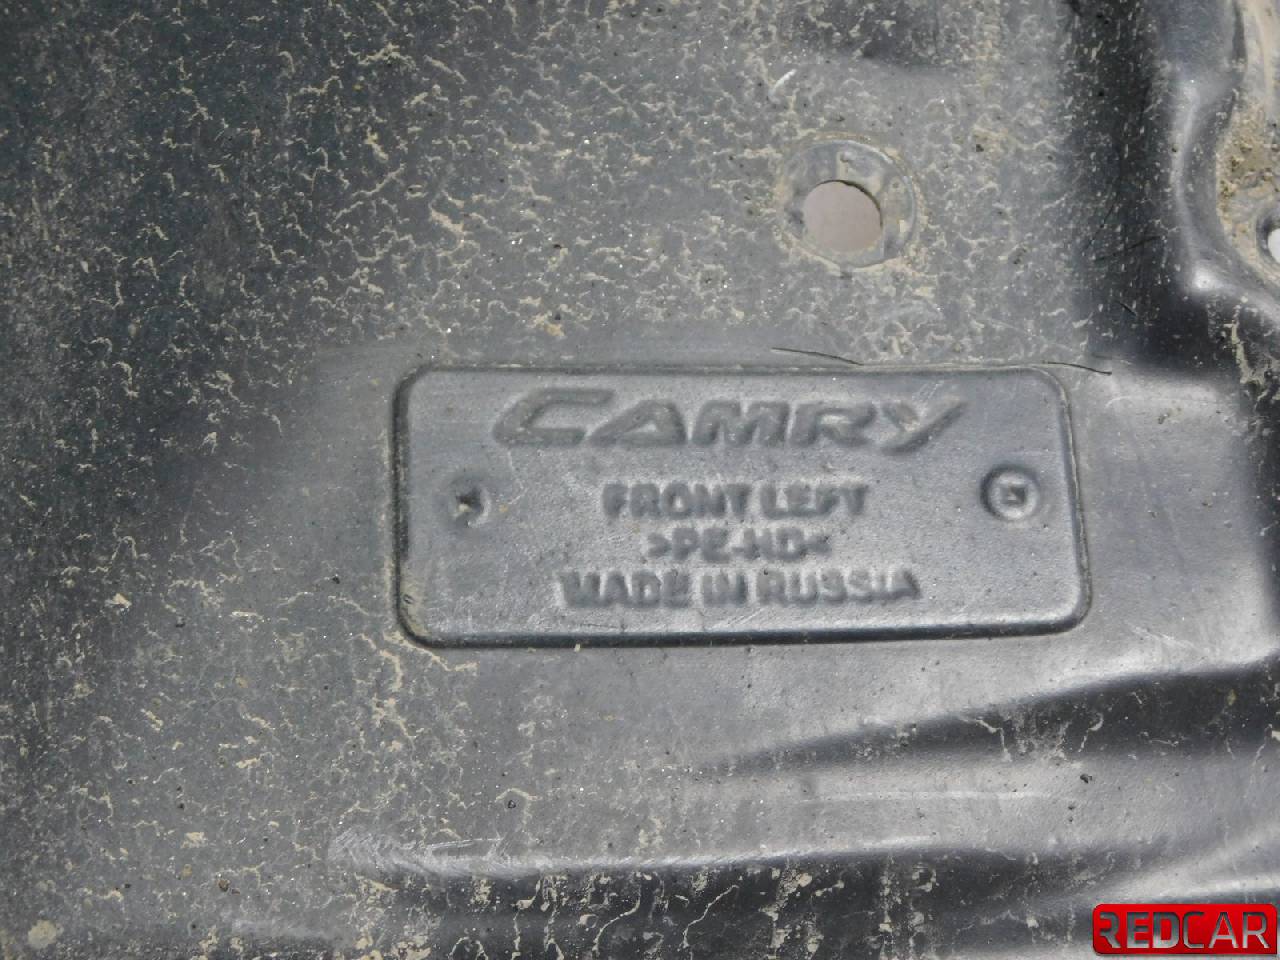 CAMRY
FRONT LEFT
>PE-HD<
MADE IN RUSSIA
REDCAR